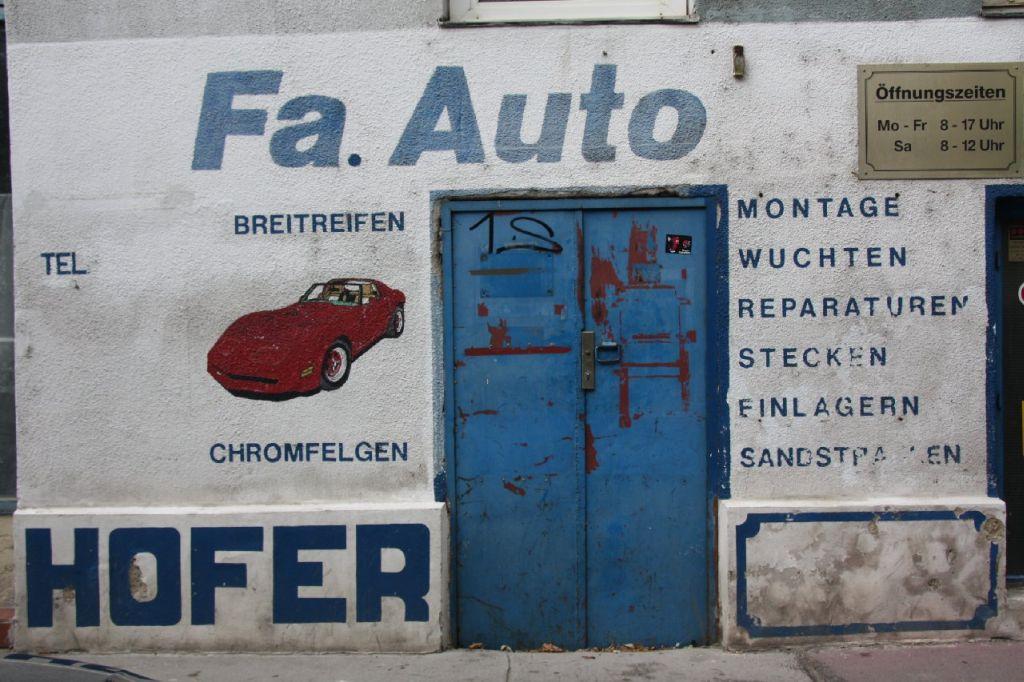 Fa. Auto
Öffnungszeiten
Mo - Fr 8 - 17 Uhr
Sa 8 - 12 Uhr
BREITREIFEN
TEL.
CHROMFELGEN
HOFER
1S
MONTAGE
WUCHTEN
REPARATUREN
STECKEN
EINLAGERN